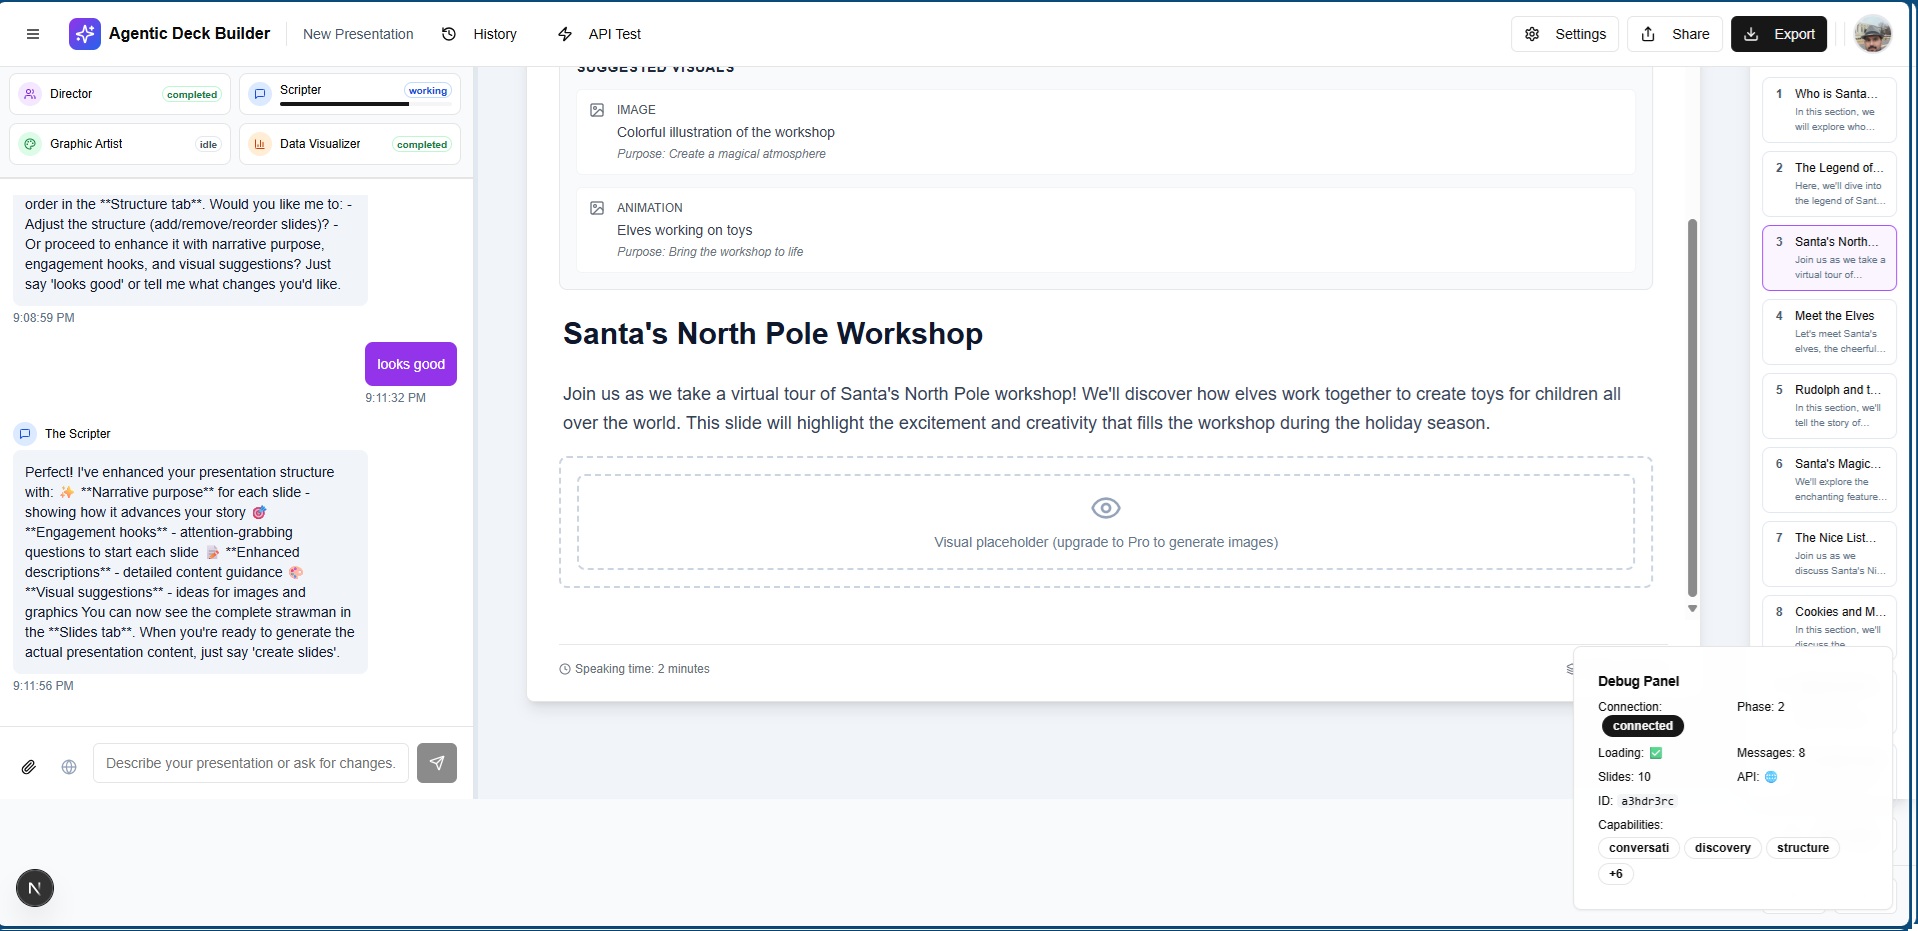 Agentic Deck Builder
New Presentation
History
API Test
Settings
Share
Export
Director
completed
Scripter
working
Graphic Artist
idle
Data Visualizer
completed
order in the **Structure tab**. Would you like me to: -
Adjust the structure (add/remove/reorder slides)? -
Or proceed to enhance it with narrative purpose,
engagement hooks, and visual suggestions? Just
say 'looks good' or tell me what changes you'd like.
9:08:59 PM
looks good
9:11:32 PM
The Scripter
Perfect! I've enhanced your presentation structure
with: ✨ **Narrative purpose** for each slide -
showing how it advances your story 🎯
**Engagement hooks** - attention-grabbing
questions to start each slide 📝 **Enhanced
descriptions** - detailed content guidance 🎨
**Visual suggestions** - ideas for images and
graphics You can now see the complete strawman in
the **Slides tab**. When you're ready to generate the
actual presentation content, just say 'create slides'.
9:11:56 PM
Describe your presentation or ask for changes.
N
SUGGESTED VISUALS
IMAGE
Colorful illustration of the workshop
Purpose: Create a magical atmosphere
ANIMATION
Elves working on toys
Purpose: Bring the workshop to life
Santa's North Pole Workshop
Join us as we take a virtual tour of Santa's North Pole workshop! We'll discover how elves work together to create toys for children all
over the world. This slide will highlight the excitement and creativity that fills the workshop during the holiday season.
Visual placeholder (upgrade to Pro to generate images)
Speaking time: 2 minutes
1 Who is Santa...
In this section, we
will explore who...
2 The Legend of...
Here, we'll dive into
the legend of Sant...
3 Santa's North...
Join us as we take a
virtual tour of...
4 Meet the Elves
Let's meet Santa's
elves, the cheerful...
5 Rudolph and t...
In this section, we'll
tell the story of...
6 Santa's Magic...
We'll explore the
enchanting feature...
7 The Nice List...
Join us as we
discuss Santa's Ni...
8 Cookies and M...
In this section, we'll
discuss the
Debug Panel
Connection:
connected
Phase: 2
Loading: ✅
Messages: 8
Slides: 10
API: 🌐
ID: a3hdr3rc
Capabilities:
conversati
discovery
structure
+6